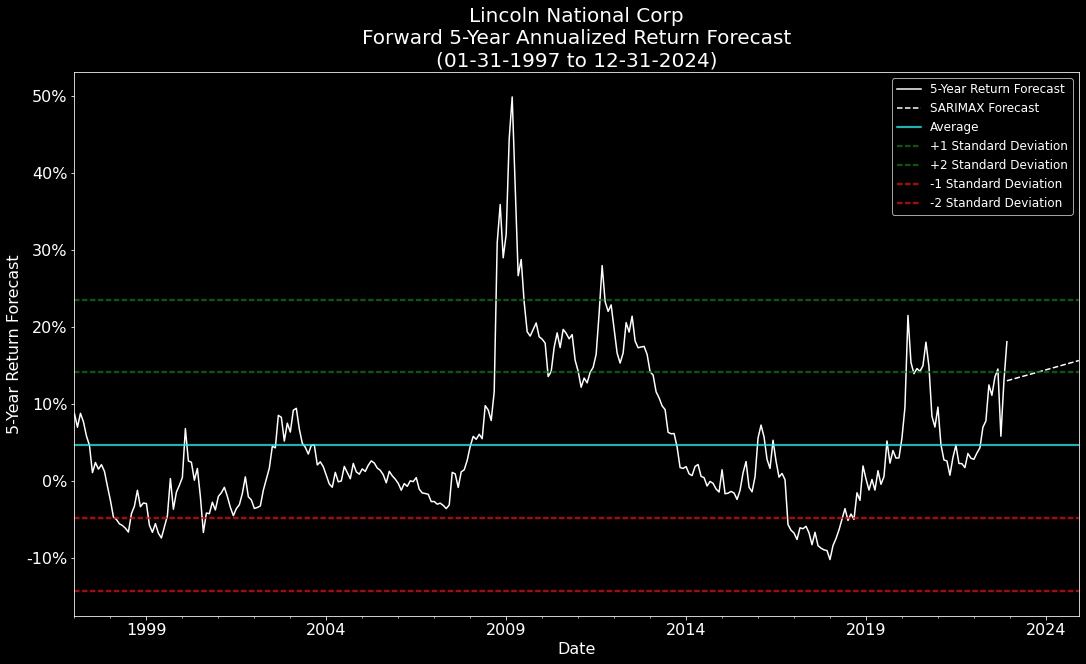 Lincoln National Corp
Forward 5-Year Annualized Return Forecast
(01-31-1997 to 12-31-2024)
5-Year Return Forecast
SARIMAX Forecast
Average
+1 Standard Deviation
+2 Standard Deviation
-1 Standard Deviation
-2 Standard Deviation
50%
40%
30%
20%
10%
0%
-10%
5-Year Return Forecast
1999
2004
2009
2014
2019
2024
Date